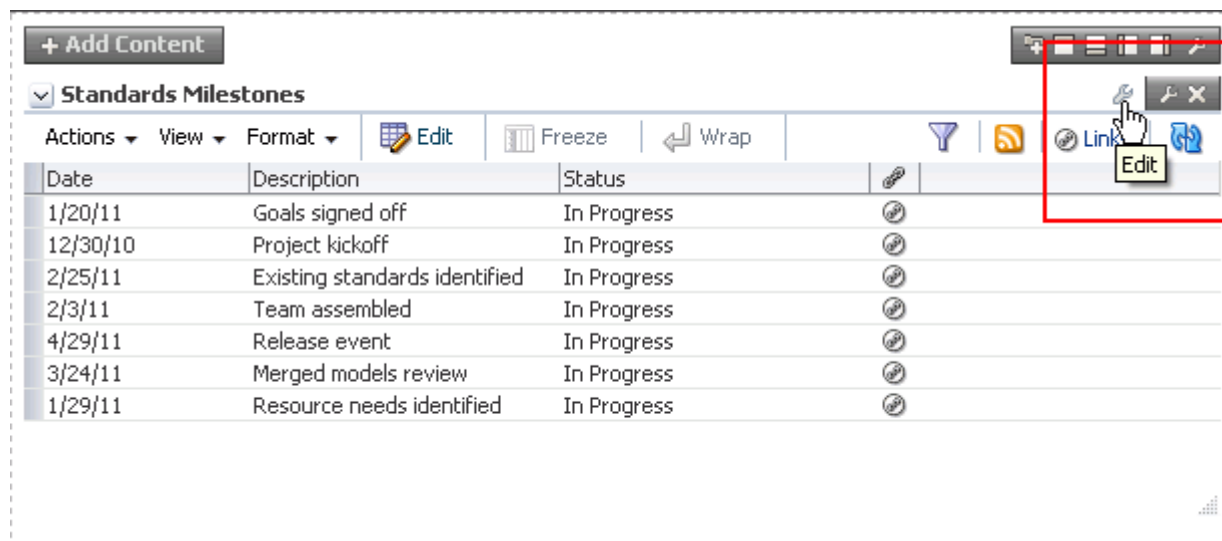 + Add Content
Standards Milestones
Actions View Format Edit Freeze Wrap Link
Edit
Date Description Status
1/20/11 Goals signed off In Progress
12/30/10 Project kickoff In Progress
2/25/11 Existing standards identified In Progress
2/3/11 Team assembled In Progress
4/29/11 Release event In Progress
3/24/11 Merged models review In Progress
1/29/11 Resource needs identified In Progress